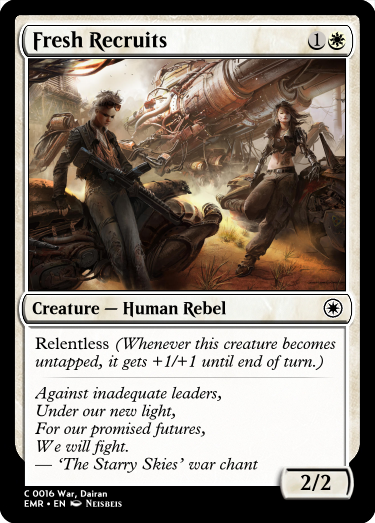 Fresh Recruits 1
Creature — Human Rebel
Relentless (Whenever this creature becomes
untapped, it gets +1/+1 until end of turn.)
Against inadequate leaders,
Under our new light,
For our promised futures,
We will fight.
— 'The Starry Skies' war chant
2/2
C 0016 War, Dairan
EMR • EN Neisbeis